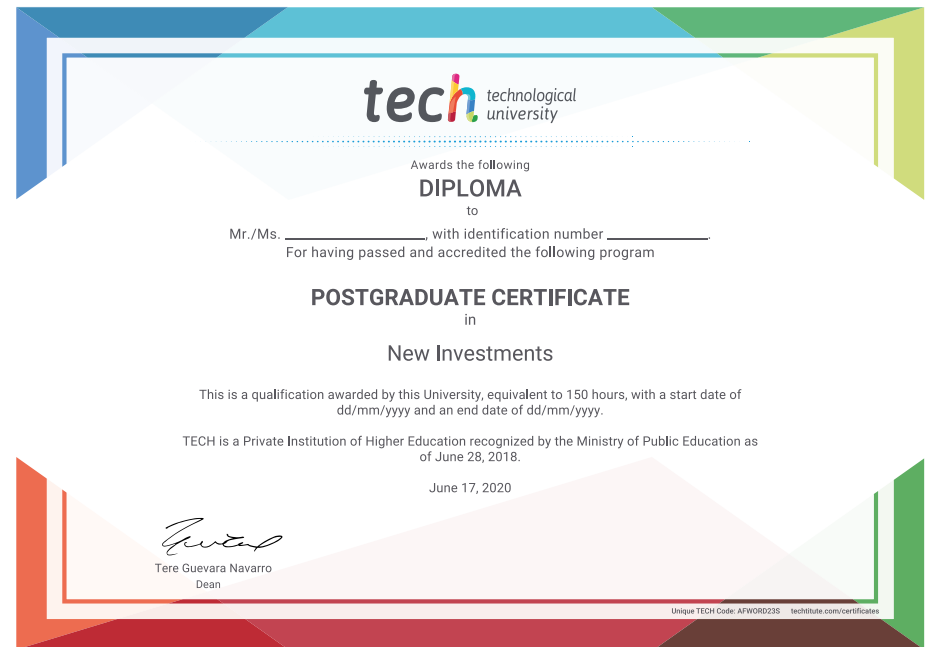 tech technological
university
Awards the following
DIPLOMA
to
Mr./Ms. ____________________, with identification number ______________.
For having passed and accredited the following program
POSTGRADUATE CERTIFICATE
in
New Investments
This is a qualification awarded by this University, equivalent to 150 hours, with a start date of
dd/mm/yyyy and an end date of dd/mm/yyyy.
TECH is a Private Institution of Higher Education recognized by the Ministry of Public Education as
of June 28, 2018.
June 17, 2020
Tere Guevara Navarro
Dean
Unique TECH Code: AFWORD23S techtitute.com/certificates